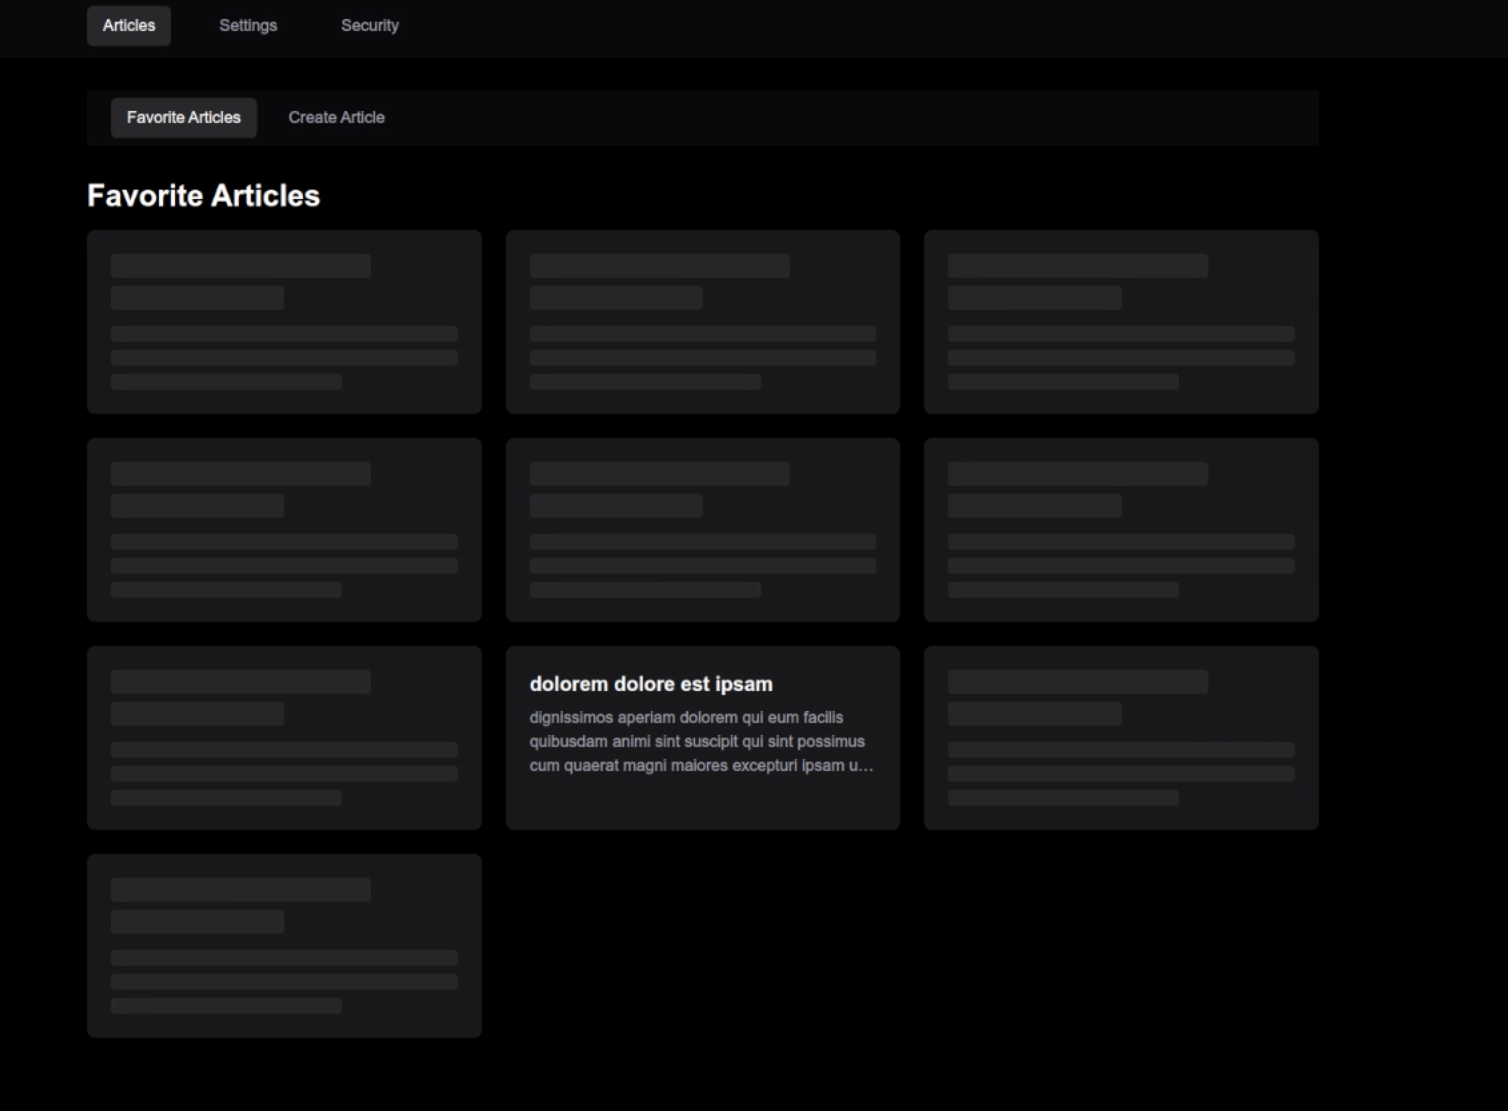 Articles
Settings
Security
Favorite Articles
Create Article
Favorite Articles
dolorem dolore est ipsam
dignissimos aperiam dolorem qui eum facilis
quibusdam animi sint suscipit qui sint possimus
cum quaerat magni maiores excepturi ipsam u…